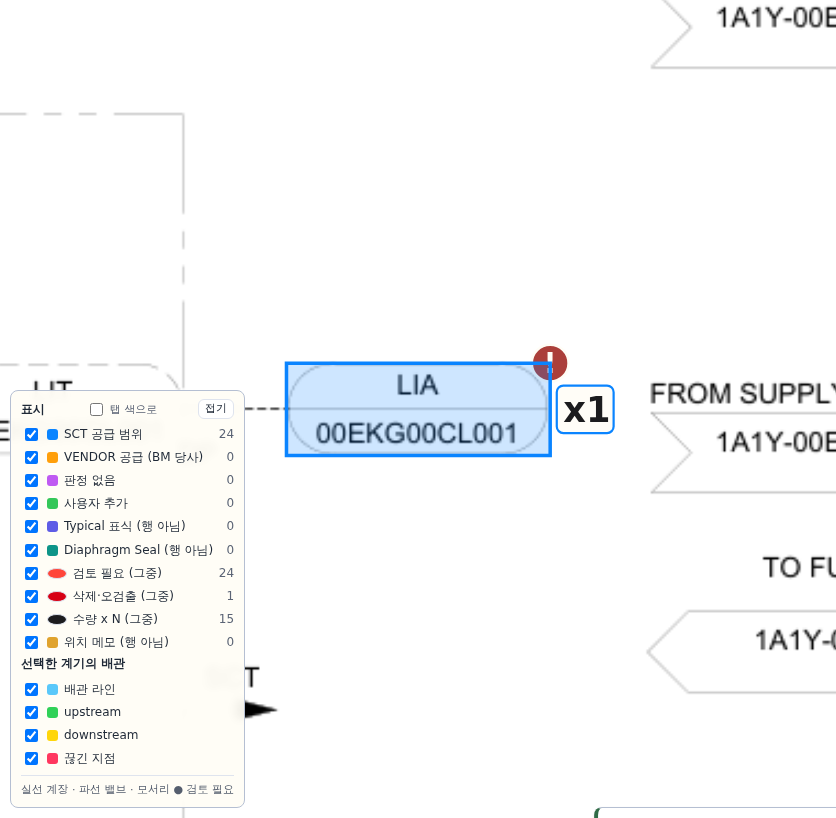 1A1Y-00E
LIT
LIA
00EKG00CL001
!
x1
FROM SUPPLY
1A1Y-00E
TO FU
1A1Y-0
E
T
표시
탭 색으로
접기
SCT 공급 범위 24
VENDOR 공급 (BM 당사) 0
판정 없음 0
사용자 추가 0
Typical 표식 (행 아님) 0
Diaphragm Seal (행 아님) 0
검토 필요 (그중) 24
삭제·오검출 (그중) 1
수량 x N (그중) 15
위치 메모 (행 아님) 0
선택한 계기의 배관
배관 라인
upstream
downstream
끊긴 지점
실선 계장 · 파선 밸브 · 모서리 ● 검토 필요